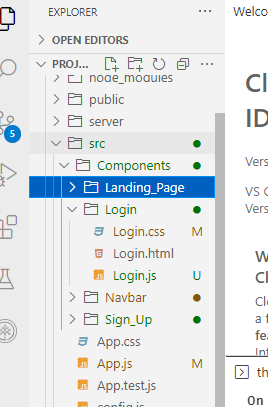 EXPLORER
Welco
OPEN EDITORS
PROJ...
node_modules
public
server
src
Components
Landing_Page
Login
Login.css M
Login.html
Login.js U
Navbar
Sign_Up
App.css
App.js M
App.test.js
config.js
5
Cl
ID
Vers
VS C
Vers
W
Cl
Clo
a f
fea
th
On